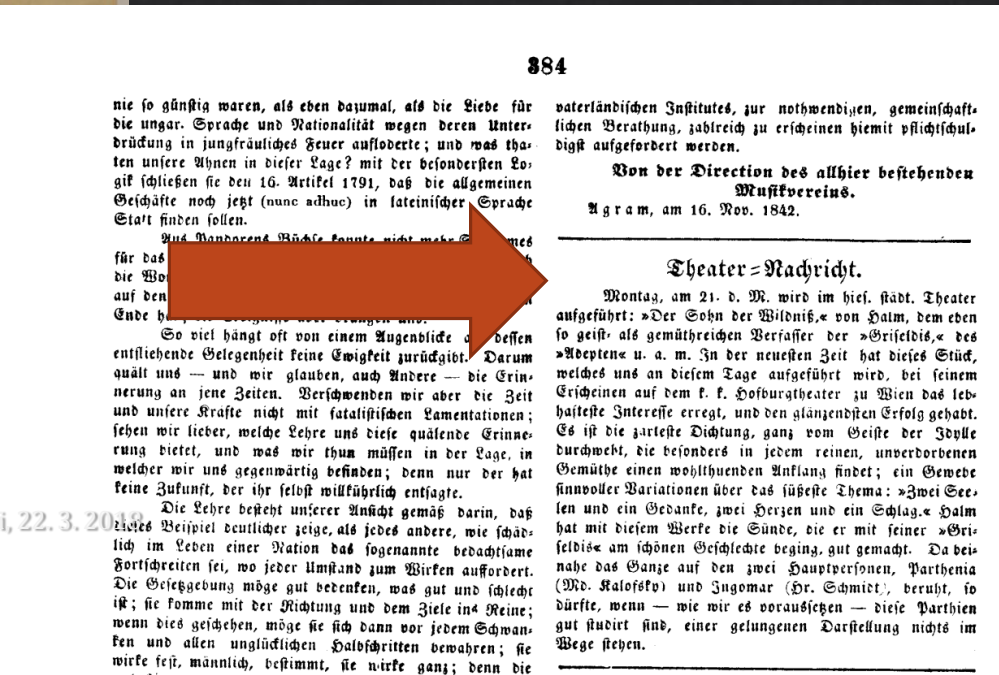 384
nie ſo günſtig waren, als eben dazumal, als die Liebe für
die ungar. Sprache und Nationalität wegen deren Unter⸗
drückung in jungfräuliches Feuer aufloderte; und was tha⸗
ten unſere Ahnen in dieſer Lage? mit der beſonderſten Lo⸗
gik ſchließen ſie den 16. Artikel 1791, daß die allgemeinen
Geſchäfte noch jetzt (nunc adhuc) in lateiniſcher Sprache
Statt finden ſollen.
Aus Pandorens Büchſe konnte nicht mehr
für das
die
auf den
Ende
So viel hängt oft von einem Augenblicke deſſen
entfliehende Gelegenheit keine Ewigkeit zurückgibt. Darum
quält uns — und wir glauben, auch Andere — die Erin⸗
nerung an jene Zeiten. Verſchwenden wir aber die Zeit
und unſere Kräfte nicht mit fataliſtiſchen Lamentationen;
ſehen wir lieber, welche Lehre uns dieſe quälende Erinne⸗
rung bietet, und was wir thun müſſen in der Lage, in
welcher wir uns gegenwärtig befinden; denn nur der hat
keine Zukunft, der ihr ſelbſt willkührlich entſagte.
Die Lehre beſteht unſerer Anſicht gemäß darin, daß
i, 22. 3. 2018
dieſes Beiſpiel deutlicher zeige, als jedes andere, wie ſchäd⸗
lich im Leben einer Nation das ſogenannte bedachtſame
Fortſchreiten ſei, wo jeder Umſtand zum Wirken auffordert.
Die Geſetzgebung möge gut bedenken, was gut und ſchlecht
iſt; ſie komme mit der Richtung und dem Ziele ins Reine;
wenn dies geſchehen, möge ſie ſich dann vor jedem Schwan⸗
ken und allen unglücklichen Halbſchritten bewahren; ſie
wirke feſt, männlich, beſtimmt, ſie wirke ganz; denn die
vaterländiſchen Inſtitutes, zur nothwendigen, gemeinſchaft⸗
lichen Berathung, zahlreich zu erſcheinen hiemit pflichtſchul⸗
digſt aufgefordert werden.
Von der Direction des allhier beſtehenden
Muſikvereins.
Agram, am 16. Nov. 1842.
Theater⸗Nachricht.
Montag, am 21. d. M. wird im hieſ. ſtädt. Theater
aufgeführt: »Der Sohn der Wildniß,« von Halm, dem eben
ſo geiſt⸗ als gemüthreichen Verfaſſer der »Griſeldis,« des
»Adepten« u. a. m. In der neueſten Zeit hat dieſes Stück,
welches uns an dieſem Tage aufgeführt wird, bei ſeinem
Erſcheinen auf dem k. k. Hofburgtheater zu Wien das leb⸗
hafteſte Intereſſe erregt, und den glänzendſten Erfolg gehabt.
Es iſt die zarteſte Dichtung, ganz vom Geiſte der Idylle
durchwebt, die beſonders in jedem reinen, unverdorbenen
Gemüthe einen wohlthuenden Anklang findet; ein Gewebe
ſinnvoller Variationen über das ſüßeſte Thema: »Zwei See⸗
len und ein Gedanke, zwei Herzen und ein Schlag.« Halm
hat mit dieſem Werke die Sünde, die er mit ſeiner »Gri⸗
ſeldis« am ſchönen Geſchlechte beging, gut gemacht. Da bei⸗
nahe das Ganze auf den zwei Hauptperſonen, Parthenia
(Md. Kalofsky) und Ingomar (Hr. Schmidt), beruht, ſo
dürfte, wenn — wie wir es vorausſetzen — dieſe Parthien
gut ſtudirt ſind, einer gelungenen Darſtellung nichts im
Wege ſtehen.